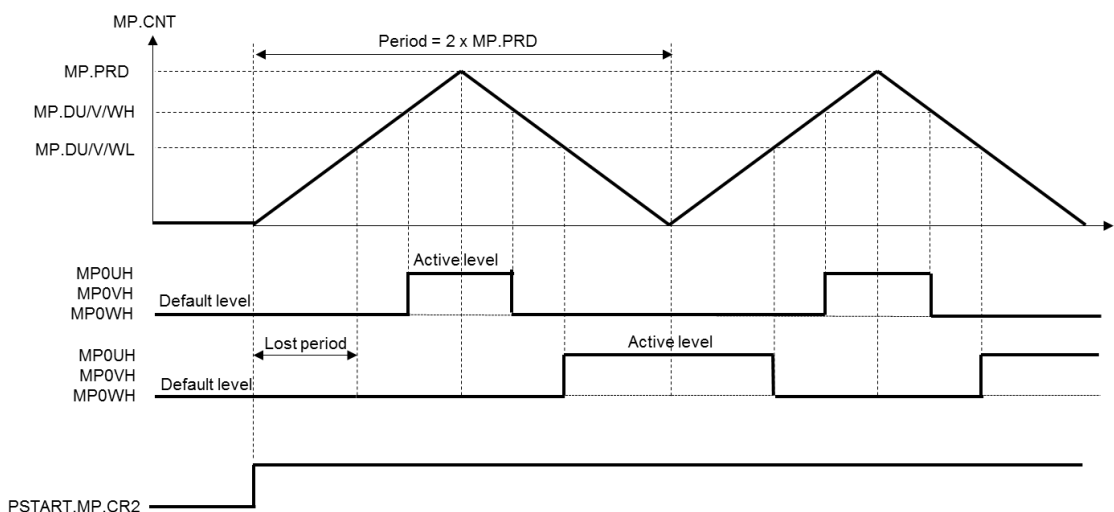 MP.CNT
Period = 2 x MP.PRD
MP.PRD
MP.DU/V/WH
MP.DU/V/WL
MP0UH
MP0VH
MP0WH
Default level
Active level
Lost period
MP0UH
MP0VH
MP0WH
Default level
Active level
PSTART.MP.CR2